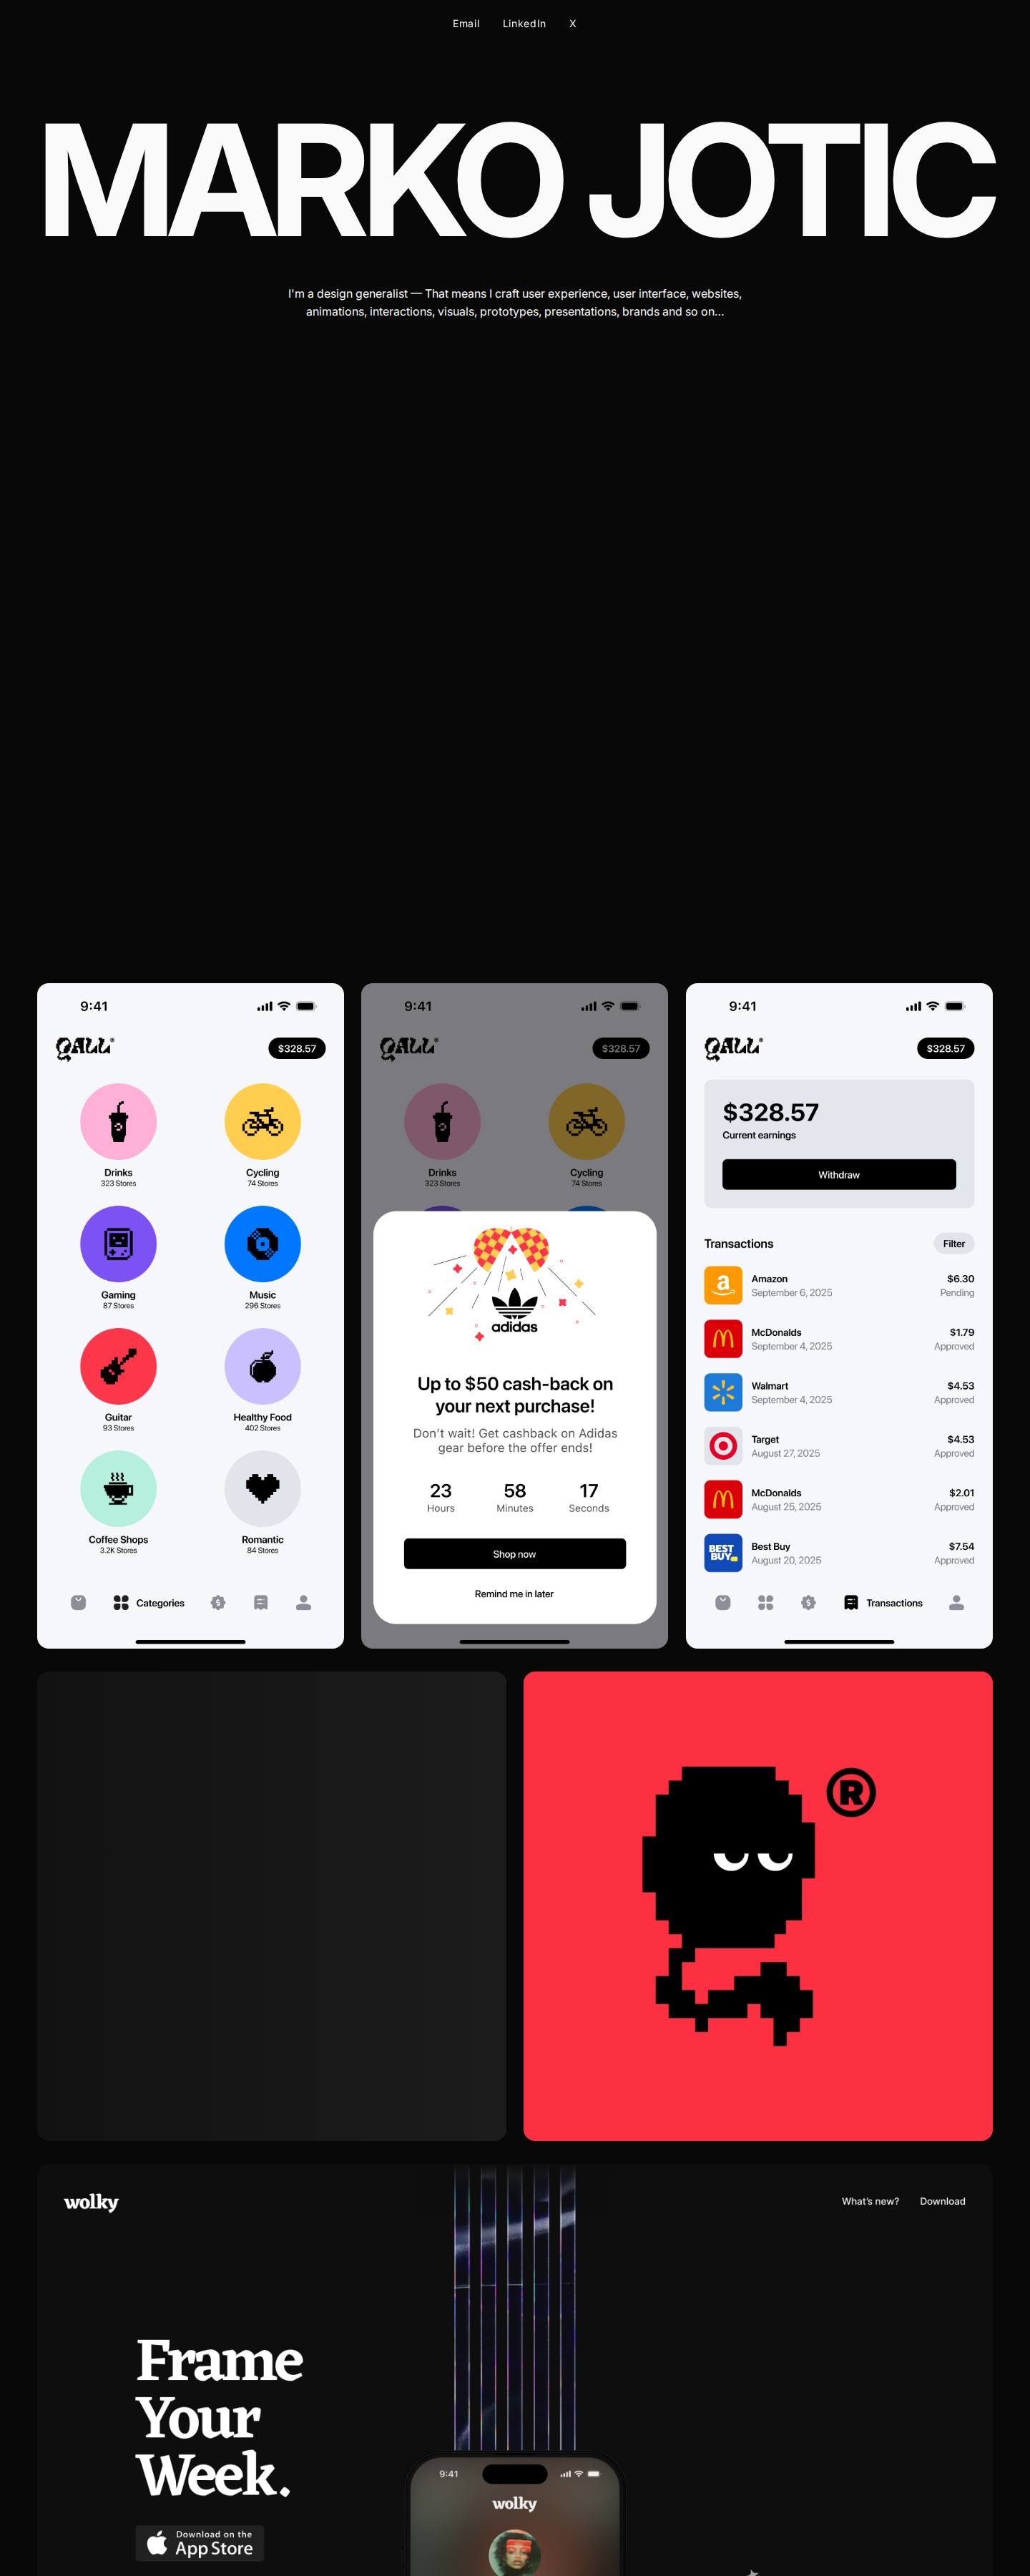 Email LinkedIn X
MARKO JOTIC
I'm a design generalist — That means I craft user experience, user interface, websites,
animations, interactions, visuals, prototypes, presentations, brands and so on...
9:41
qALL® $328.57
Drinks
323 Stores
Cycling
74 Stores
Gaming
87 Stores
Music
296 Stores
Guitar
93 Stores
Healthy Food
402 Stores
Coffee Shops
3.2K Stores
Romantic
84 Stores
Categories
9:41
qALL® $328.57
Drinks
323 Stores
Cycling
74 Stores
adidas
Up to $50 cash-back on
your next purchase!
Don't wait! Get cashback on Adidas
gear before the offer ends!
23 58 17
Hours Minutes Seconds
Shop now
Remind me in later
9:41
qALL® $328.57
$328.57
Current earnings
Withdraw
Transactions Filter
Amazon $6.30
September 6, 2025 Pending
McDonalds $1.79
September 4, 2025 Approved
Walmart $4.53
September 4, 2025 Approved
Target $4.53
August 27, 2025 Approved
McDonalds $2.01
August 25, 2025 Approved
BEST
BUY
Best Buy $7.54
August 20, 2025 Approved
Transactions
®
wolky What's new? Download
Frame
Your
Week.
Download on the
App Store
9:41
wolky